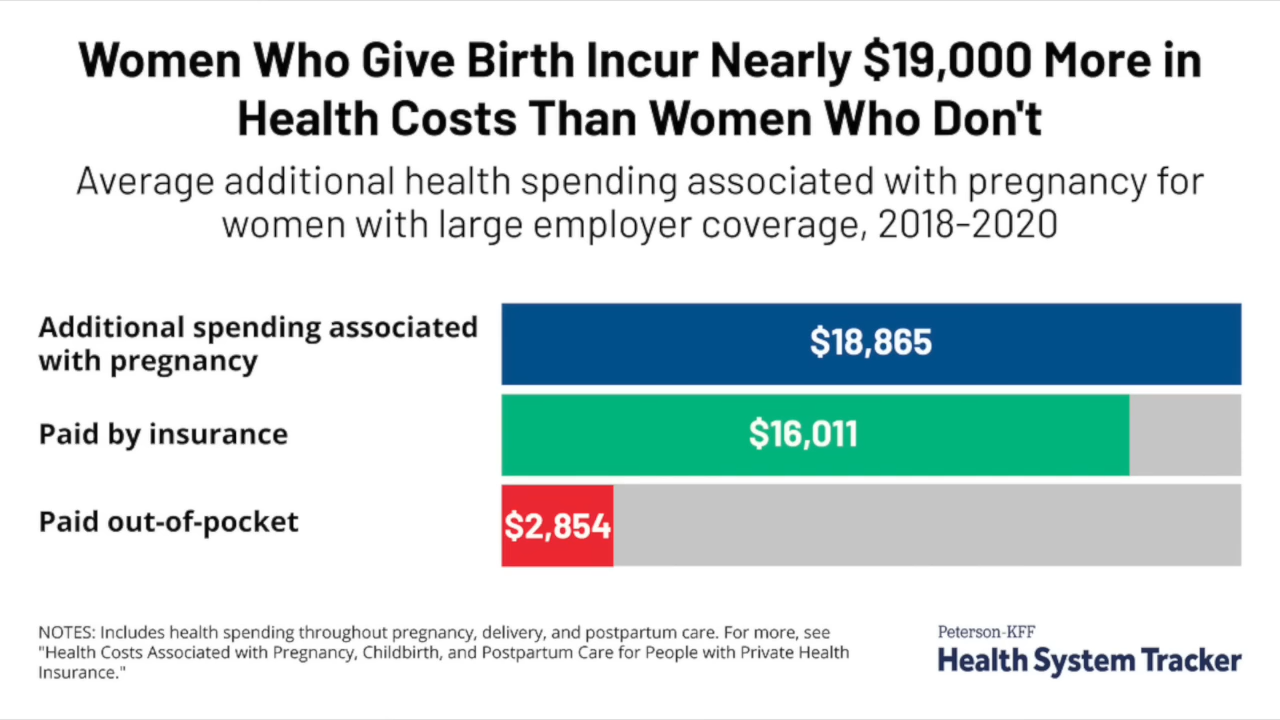 Women Who Give Birth Incur Nearly $19,000 More in
Health Costs Than Women Who Don't
Average additional health spending associated with pregnancy for
women with large employer coverage, 2018-2020
Additional spending associated
with pregnancy
$18,865
Paid by insurance
$16,011
Paid out-of-pocket
$2,854
NOTES: Includes health spending throughout pregnancy, delivery, and postpartum care. For more, see
"Health Costs Associated with Pregnancy, Childbirth, and Postpartum Care for People with Private Health
Insurance."
Peterson-KFF
Health System Tracker